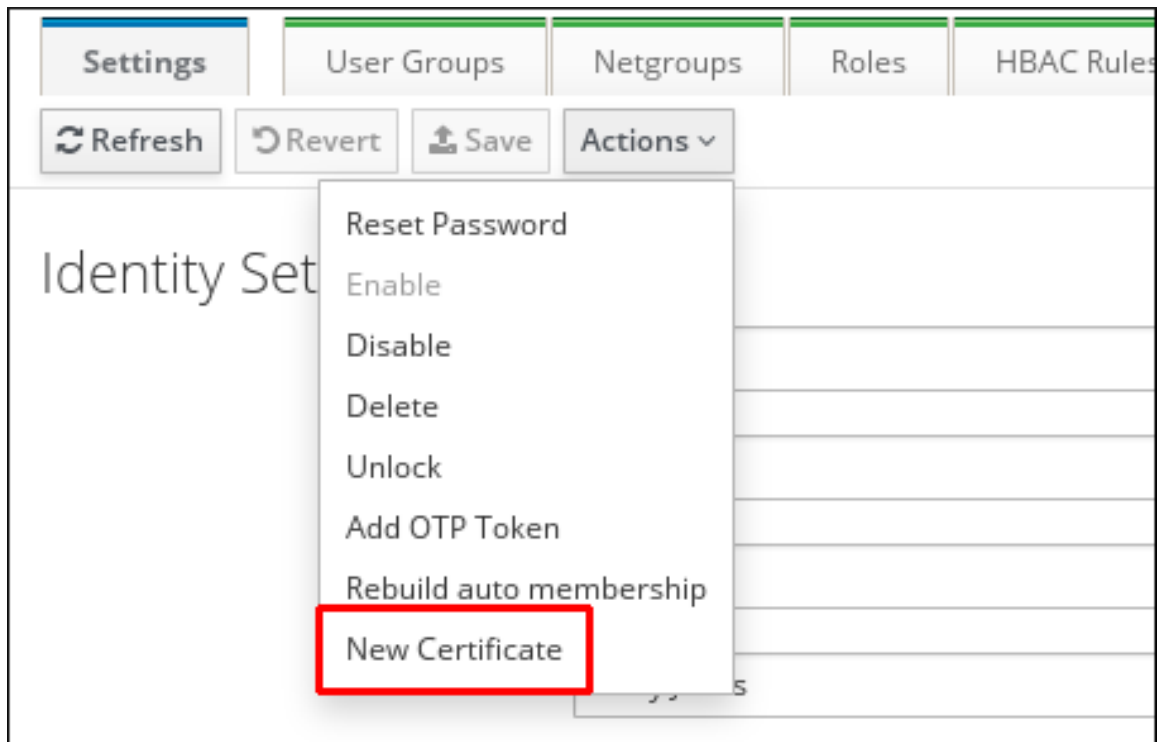 Settings User Groups Netgroups Roles HBAC Rules
Refresh Revert Save Actions
Identity Set
Reset Password
Enable
Disable
Delete
Unlock
Add OTP Token
Rebuild auto membership
New Certificate